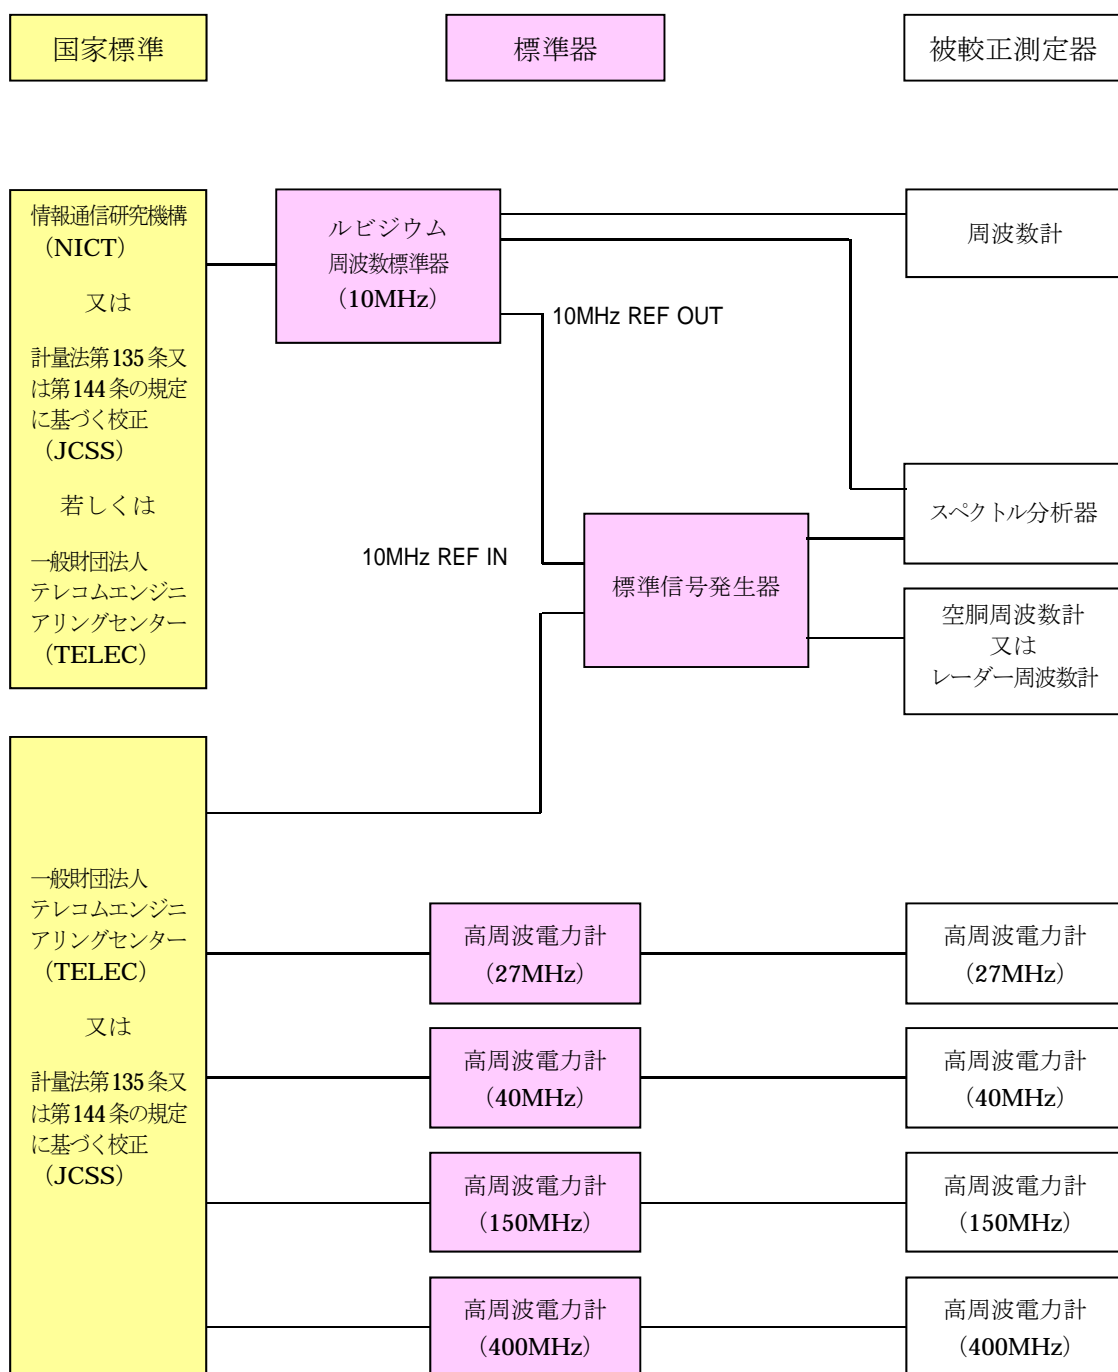 国家標準
標準器
被較正測定器
情報通信研究機構
（NICT）
又は
計量法第135条又
は第144条の規定
に基づく校正
（JCSS）
若しくは
一般財団法人
テレコムエンジニ
アリングセンター
（TELEC）
ルビジウム
周波数標準器
（10MHz）
周波数計
10MHz REF OUT
スペクトル分析器
10MHz REF IN
標準信号発生器
空胴周波数計
又は
レーダー周波数計
一般財団法人
テレコムエンジニ
アリングセンター
（TELEC）
又は
計量法第135条又
は第144条の規定
に基づく校正
（JCSS）
高周波電力計
（27MHz）
高周波電力計
（27MHz）
高周波電力計
（40MHz）
高周波電力計
（40MHz）
高周波電力計
（150MHz）
高周波電力計
（150MHz）
高周波電力計
（400MHz）
高周波電力計
（400MHz）